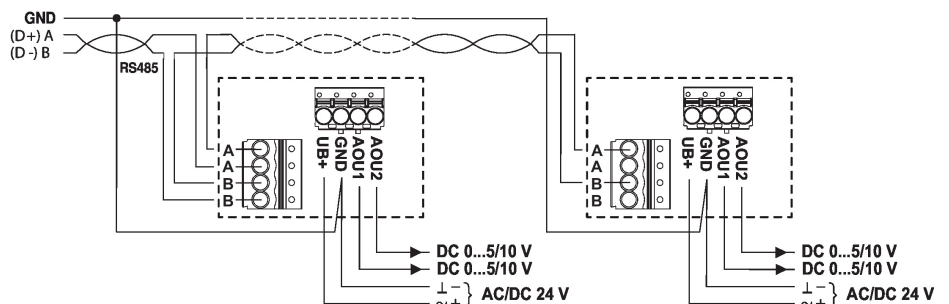 GND
(D+) A
(D -) B
RS485
A
A
B
B
UB+
GND
AOU1
AOU2
DC 0...5/10 V
DC 0...5/10 V
⊥ −
AC/DC 24 V
~/+
A
A
B
B
UB+
GND
AOU1
AOU2
DC 0...5/10 V
DC 0...5/10 V
⊥ −
AC/DC 24 V
~/+